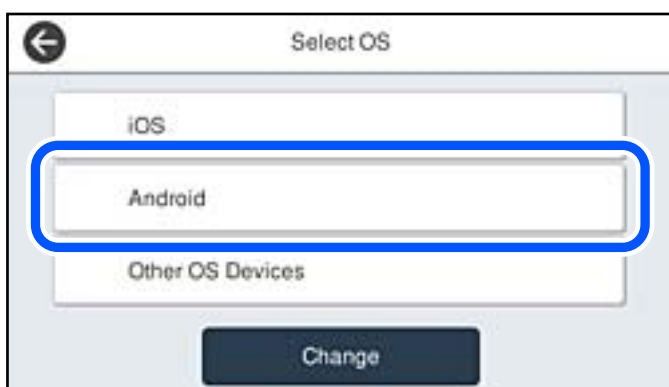 Select OS
iOS
Android
Other OS Devices
Change